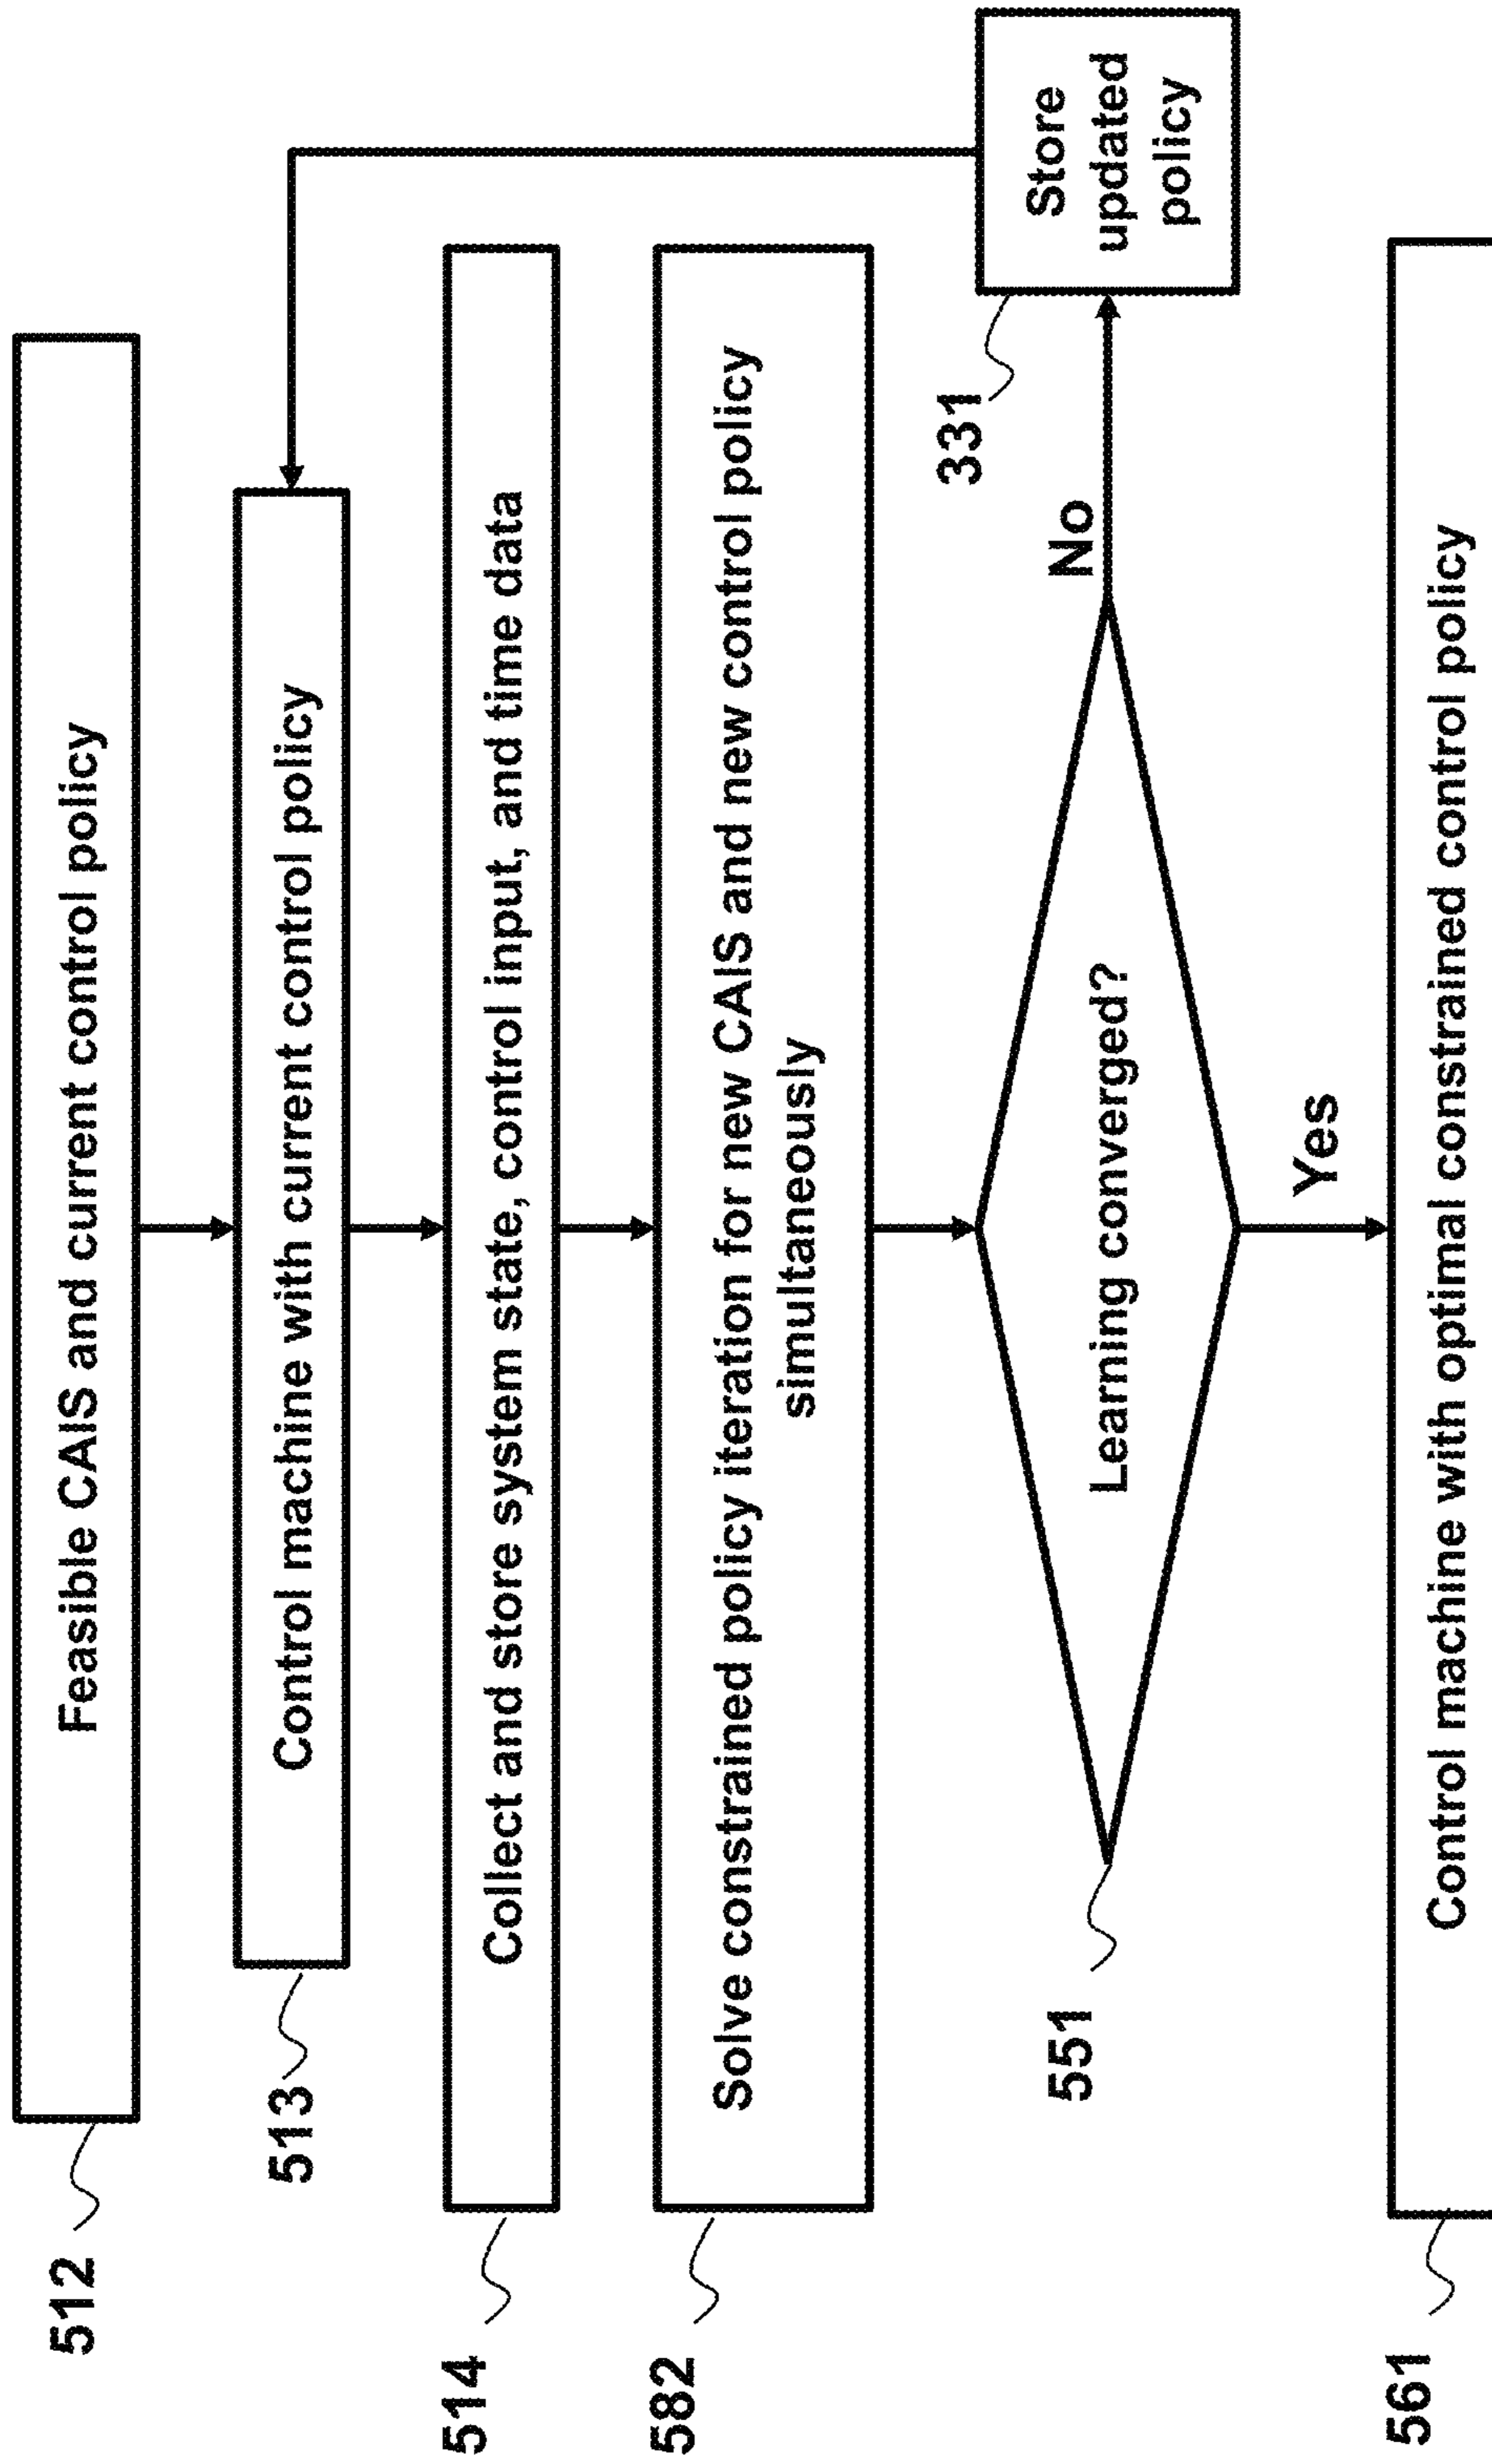 512
Feasible CAIS and current control policy
513
Control machine with current control policy
514
Collect and store system state, control input, and time data
582
Solve constrained policy iteration for new CAIS and new control policy
simultaneously
551
Learning converged?
No
331
Store
updated
policy
Yes
561
Control machine with optimal constrained control policy